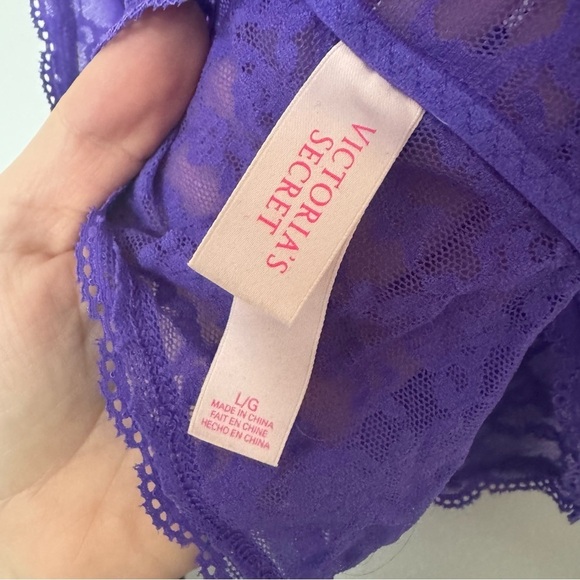 VICTORIA'S
SECRET
L/G
MADE IN CHINA
FAIT EN CHINE
HECHO EN CHINA